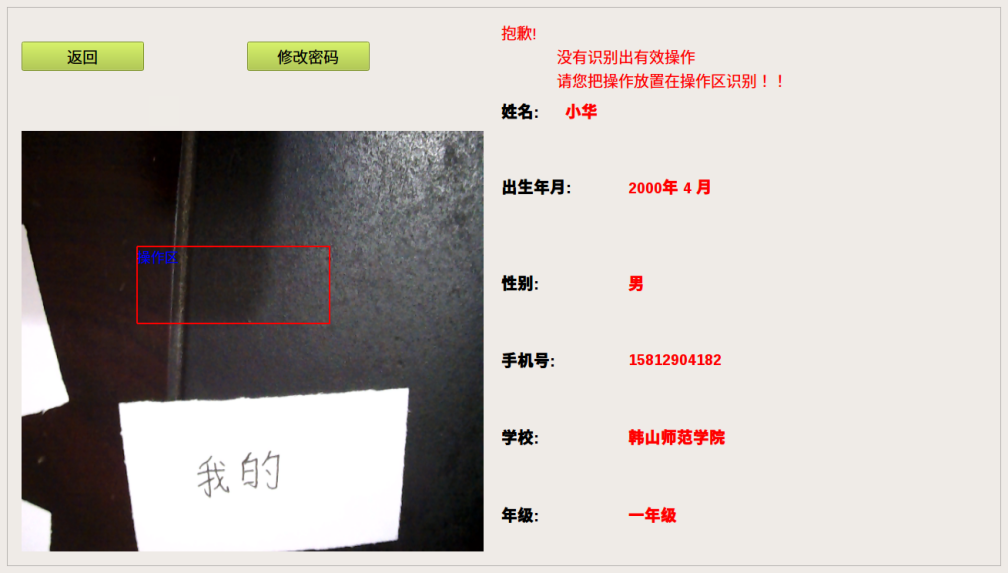 返回
修改密码
抱歉!
没有识别出有效操作
请您把操作放置在操作区识别！！
姓名: 小华
出生年月: 2000年 4 月
性别: 男
手机号: 15812904182
学校: 韩山师范学院
年级: 一年级
操作区
我的